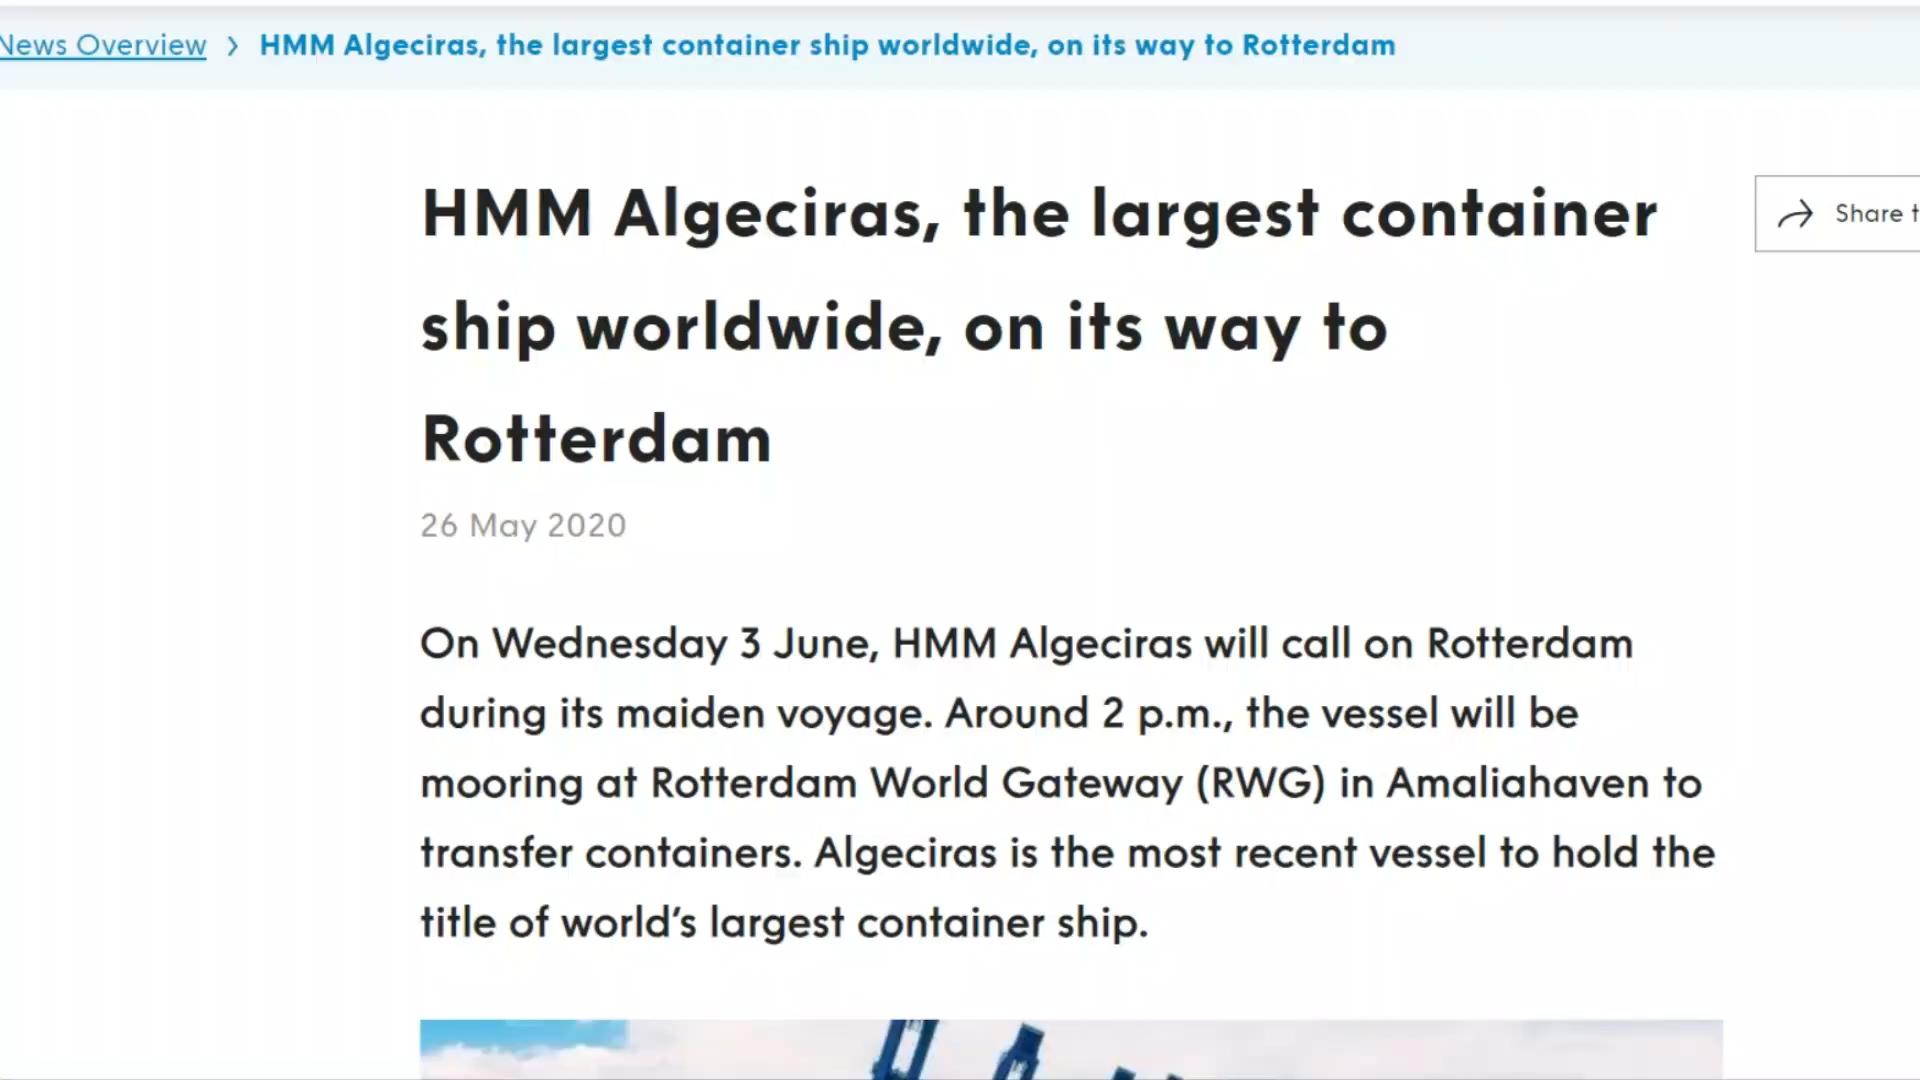 News Overview > HMM Algeciras, the largest container ship worldwide, on its way to Rotterdam
HMM Algeciras, the largest container
ship worldwide, on its way to
Rotterdam
Share t
26 May 2020
On Wednesday 3 June, HMM Algeciras will call on Rotterdam
during its maiden voyage. Around 2 p.m., the vessel will be
mooring at Rotterdam World Gateway (RWG) in Amaliahaven to
transfer containers. Algeciras is the most recent vessel to hold the
title of world’s largest container ship.